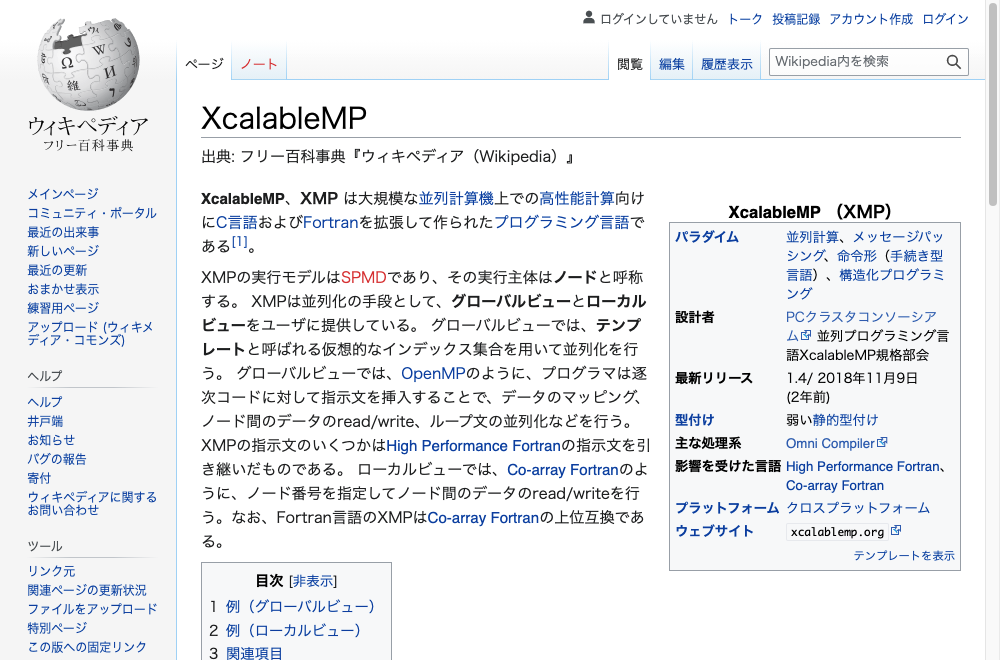 ログインしていません トーク 投稿記録 アカウント作成 ログイン
ページ ノート 閲覧 編集 履歴表示 Wikipedia内を検索
Ω W И 維
ウィキペディア
フリー百科事典
メインページ
コミュニティ・ポータル
最近の出来事
新しいページ
最近の更新
おまかせ表示
練習用ページ
アップロード (ウィキメ
ディア・コモンズ)
ヘルプ
ヘルプ
井戸端
お知らせ
バグの報告
寄付
ウィキペディアに関する
お問い合わせ
ツール
リンク元
関連ページの更新状況
ファイルをアップロード
特別ページ
この版への固定リンク
XcalableMP
出典: フリー百科事典『ウィキペディア（Wikipedia）』
XcalableMP、XMP は大規模な並列計算機上での高性能計算向け
にC言語およびFortranを拡張して作られたプログラミング言語で
ある[1]。
XMPの実行モデルはSPMDであり、その実行主体はノードと呼称
する。 XMPは並列化の手段として、グローバルビューとローカル
ビューをユーザに提供している。 グローバルビューでは、テンプ
レートと呼ばれる仮想的なインデックス集合を用いて並列化を行
う。 グローバルビューでは、OpenMPのように、プログラマは逐
次コードに対して指示文を挿入することで、データのマッピング、
ノード間のデータのread/write、ループ文の並列化などを行う。
XMPの指示文のいくつかはHigh Performance Fortranの指示文を引
き継いだものである。 ローカルビューでは、Co-array Fortranのよ
うに、ノード番号を指定してノード間のデータのread/writeを行
う。なお、Fortran言語のXMPはCo-array Fortranの上位互換であ
る。
目次 [非表示]
1 例（グローバルビュー）
2 例（ローカルビュー）
3 関連項目
XcalableMP （XMP）
パラダイム 並列計算、メッセージパッ
シング、命令形（手続き型
言語）、構造化プログラミ
ング
設計者 PCクラスタコンソーシア
ム 並列プログラミング言
語XcalableMP規格部会
最新リリース 1.4/ 2018年11月9日
(2年前)
型付け 弱い静的型付け
主な処理系 Omni Compiler
影響を受けた言語 High Performance Fortran、
Co-array Fortran
プラットフォーム クロスプラットフォーム
ウェブサイト xcalablemp.org
テンプレートを表示